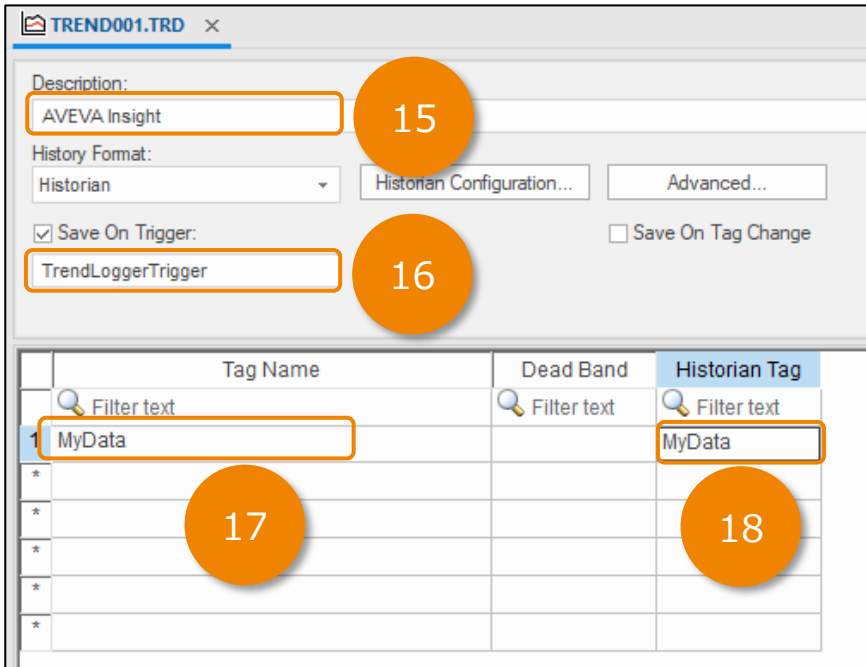 TREND001.TRD ×
Description:
AVEVA Insight
15
History Format:
Historian
Historian Configuration...
Advanced...
Save On Trigger:
Save On Tag Change
TrendLoggerTrigger
16
Tag Name Dead Band Historian Tag
Filter text Filter text Filter text
1 MyData MyData
*
*
17 18
*
*
*